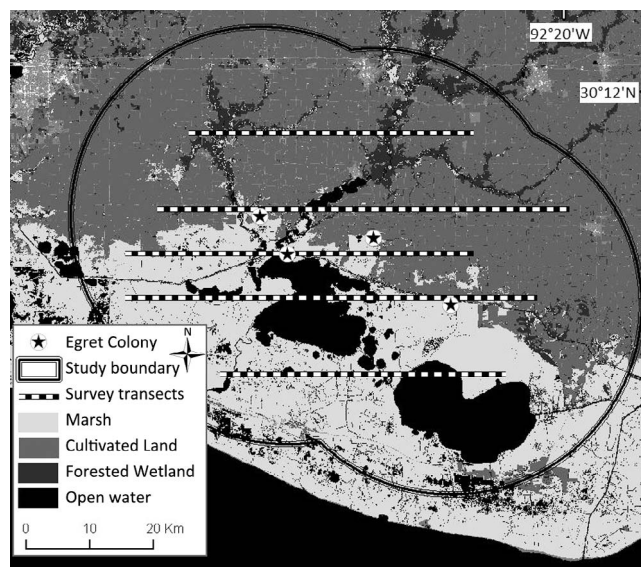 92°20'W
30°12'N
N
Egret Colony
Study boundary
Survey transects
Marsh
Cultivated Land
Forested Wetland
Open water
0 10 20 Km